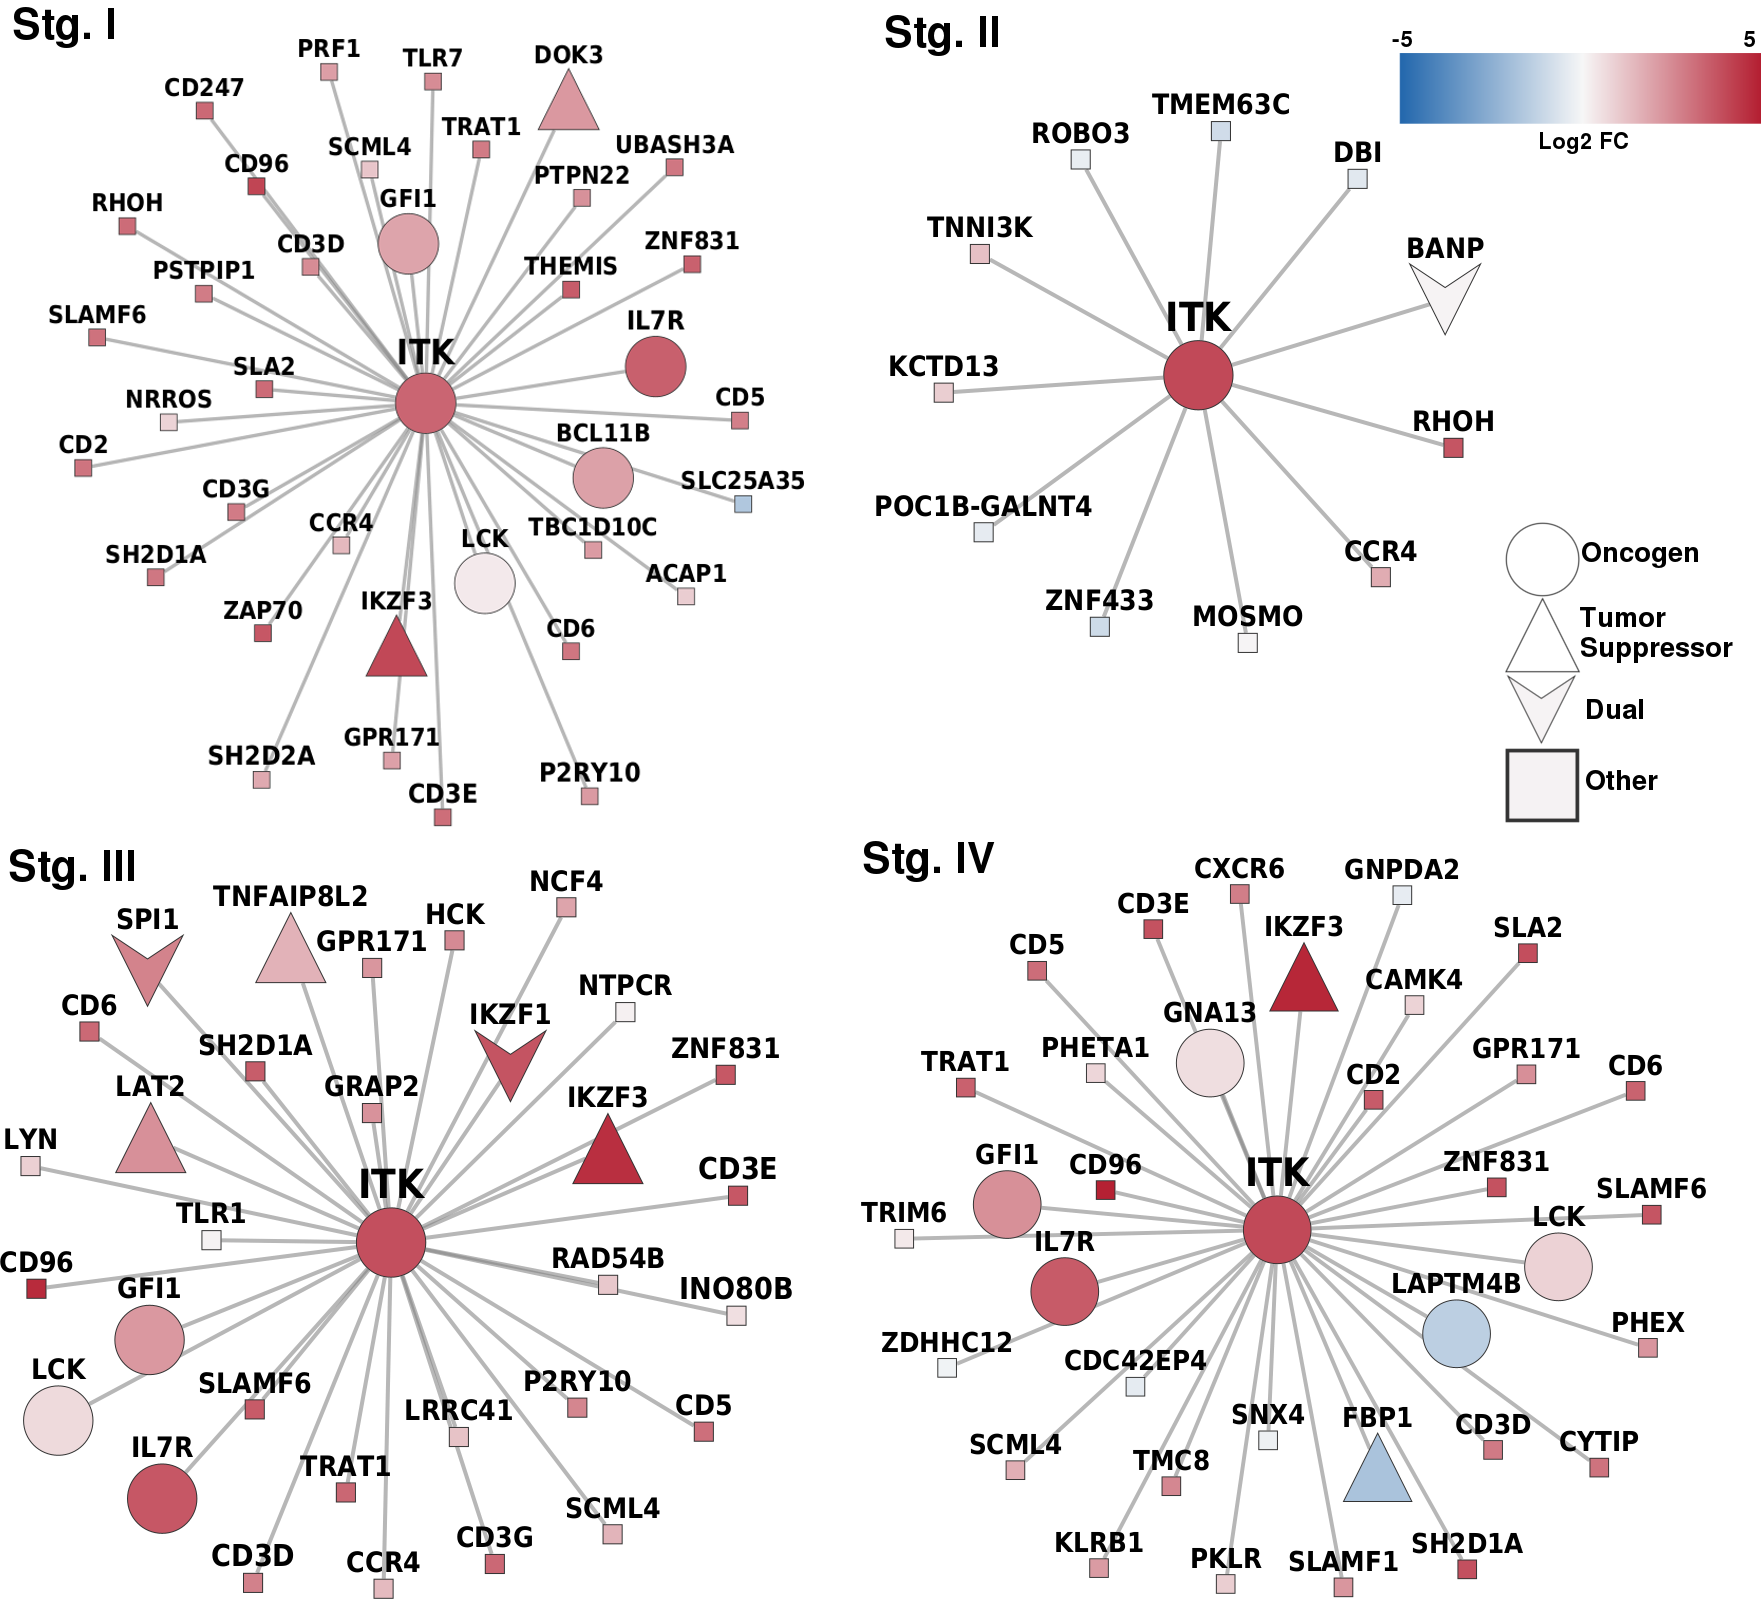 Stg. I
PRF1
TLR7
DOK3
CD247
TRAT1
SCML4
UBASH3A
CD96
PTPN22
RHOH
GFI1
CD3D
ZNF831
PSTPIP1
THEMIS
SLAMF6
IL7R
ITK
SLA2
NRROS
CD5
CD2
BCL11B
CD3G
SLC25A35
CCR4
TBC1D10C
SH2D1A
LCK
ACAP1
ZAP70
IKZF3
CD6
GPR171
SH2D2A
P2RY10
CD3E
Stg. II
-5
5
Log2 FC
TMEM63C
ROBO3
DBI
TNNI3K
BANP
ITK
KCTD13
RHOH
POC1B-GALNT4
CCR4
ZNF433
MOSMO
Oncogen
Tumor
Suppressor
Dual
Other
Stg. III
NCF4
TNFAIP8L2
SPI1
HCK
GPR171
NTPCR
CD6
IKZF1
SH2D1A
ZNF831
LAT2
GRAP2
IKZF3
LYN
CD3E
ITK
TLR1
CD96
RAD54B
GFI1
INO80B
LCK
SLAMF6
P2RY10
LRRC41
CD5
IL7R
TRAT1
SCML4
CD3G
CD3D
CCR4
Stg. IV
CXCR6
GNPDA2
CD3E
IKZF3
SLA2
CD5
CAMK4
GNA13
PHETA1
GPR171
TRAT1
CD2
CD6
GFI1
CD96
ITK
ZNF831
SLAMF6
TRIM6
LCK
IL7R
LAPTM4B
PHEX
ZDHHC12
CDC42EP4
SNX4
FBP1
CD3D
SCML4
CYTIP
TMC8
KLRB1
SH2D1A
PKLR
SLAMF1